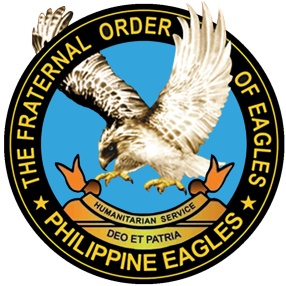 THE FRATERNAL ORDER OF EAGLES
HUMANITARIAN SERVICE
DEO ET PATRIA
PHILIPPINE EAGLES